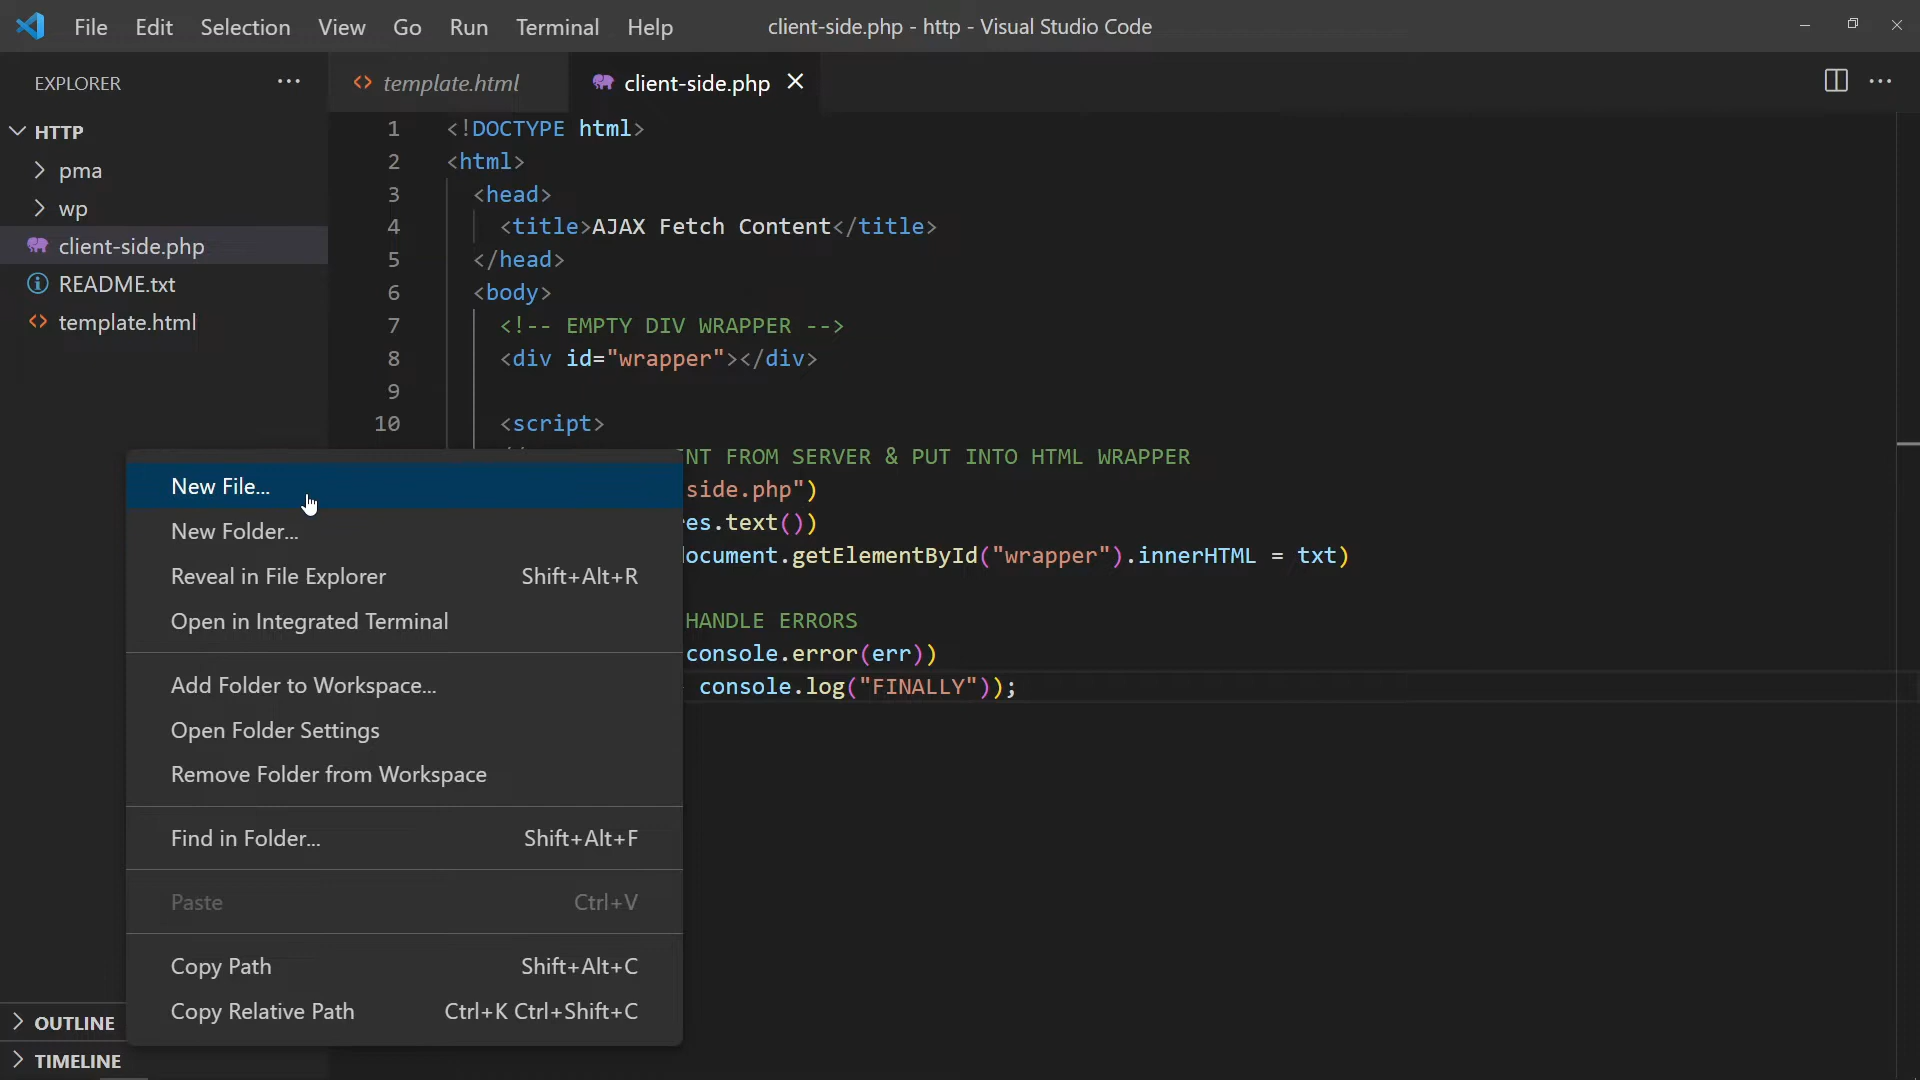 File Edit Selection View Go Run Terminal Help client-side.php - http - Visual Studio Code
EXPLORER ··· <> template.html client-side.php
HTTP
pma
wp
client-side.php
README.txt
<> template.html
1 <!DOCTYPE html>
2 <html>
3 <head>
4 <title>AJAX Fetch Content</title>
5 </head>
6 <body>
7 <!-- EMPTY DIV WRAPPER -->
8 <div id="wrapper"></div>
9
10 <script>
NT FROM SERVER & PUT INTO HTML WRAPPER
side.php")
es.text())
document.getElementById("wrapper").innerHTML = txt)
HANDLE ERRORS
console.error(err))
console.log("FINALLY"));
New File...
New Folder...
Reveal in File Explorer Shift+Alt+R
Open in Integrated Terminal
Add Folder to Workspace...
Open Folder Settings
Remove Folder from Workspace
Find in Folder... Shift+Alt+F
Paste Ctrl+V
Copy Path Shift+Alt+C
Copy Relative Path Ctrl+K Ctrl+Shift+C
OUTLINE
TIMELINE